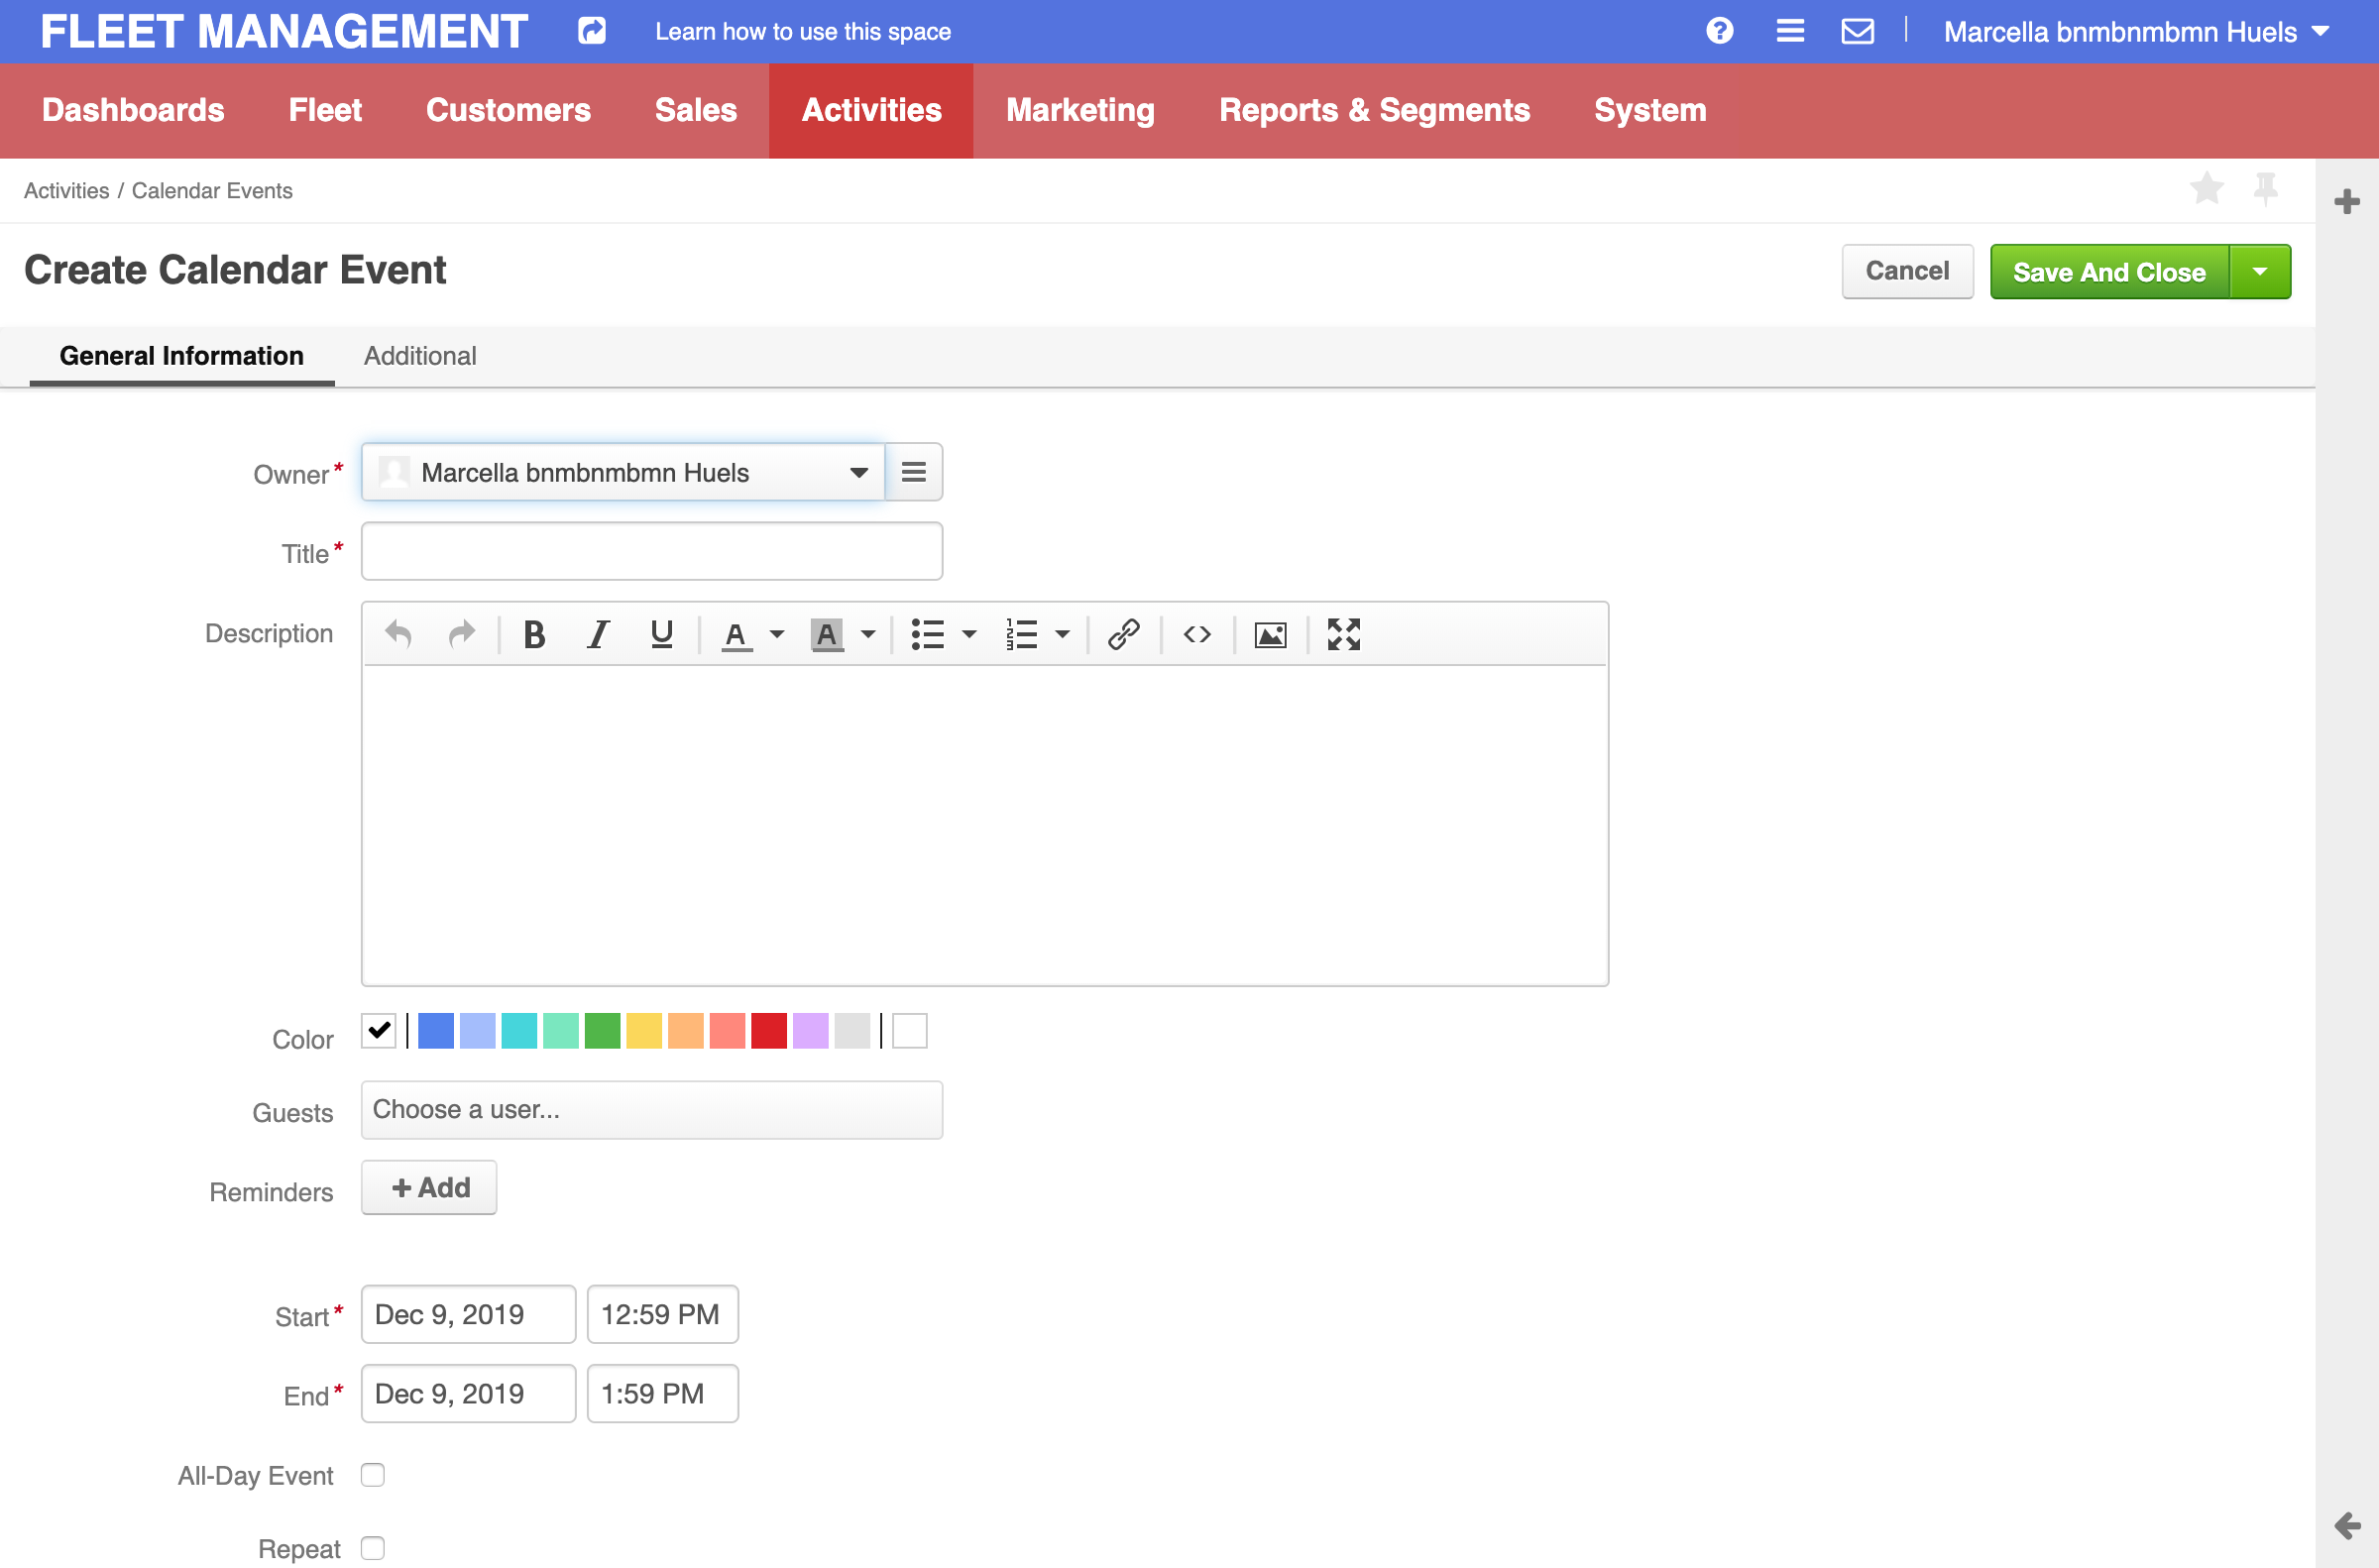 FLEET MANAGEMENT Learn how to use this space Marcella bnmbnmbmn Huels
Dashboards Fleet Customers Sales Activities Marketing Reports & Segments System
Activities / Calendar Events
Create Calendar Event Cancel Save And Close
General Information Additional
Owner* Marcella bnmbnmbmn Huels
Title*
Description B I U A A
Color
Guests Choose a user...
Reminders + Add
Start* Dec 9, 2019 12:59 PM
End* Dec 9, 2019 1:59 PM
All-Day Event
Repeat